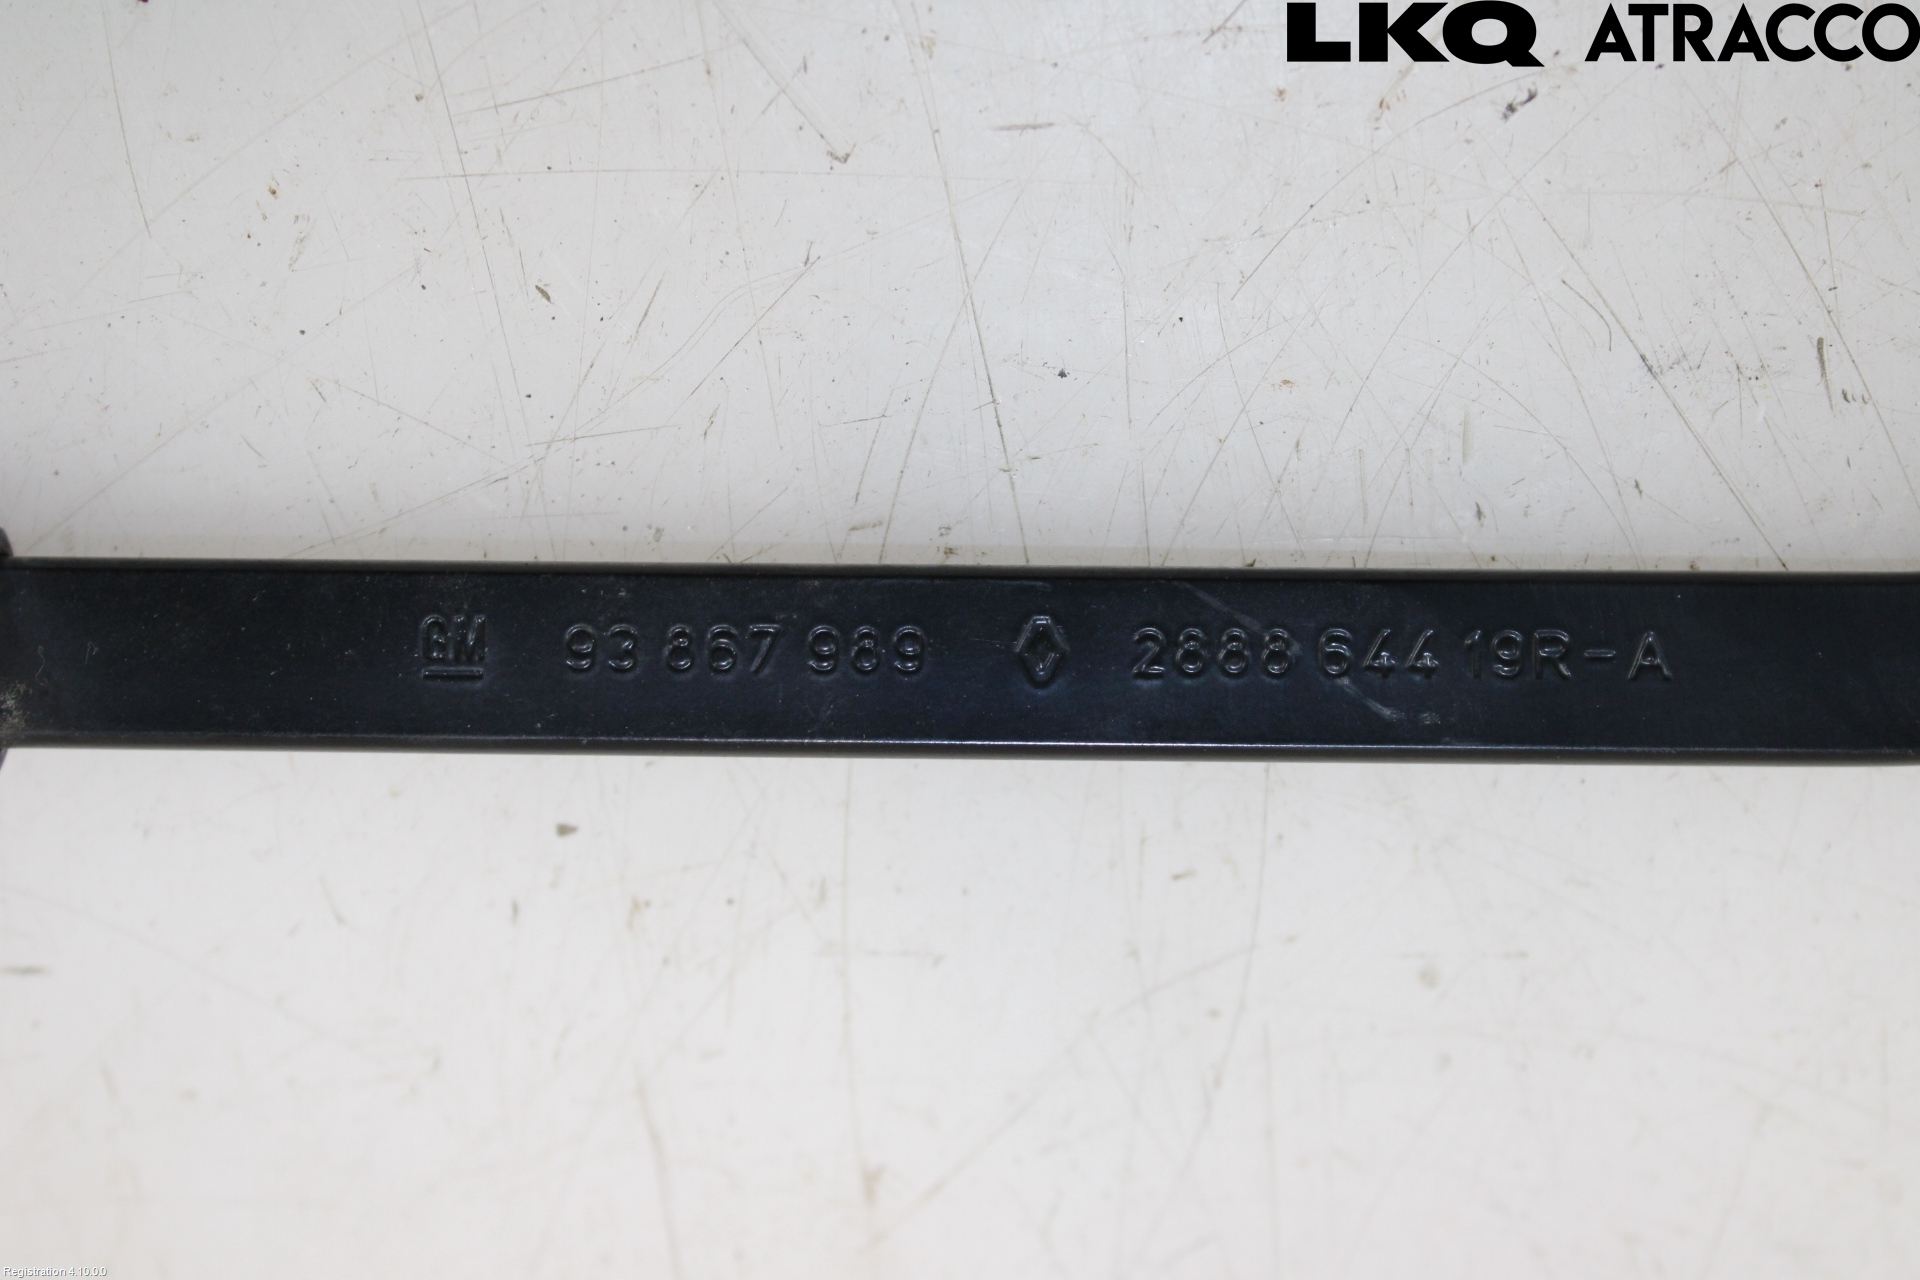 LKQ ATRACCO
GM 93 867 989 2888 644 19R-A
Registration 4.10.0.0